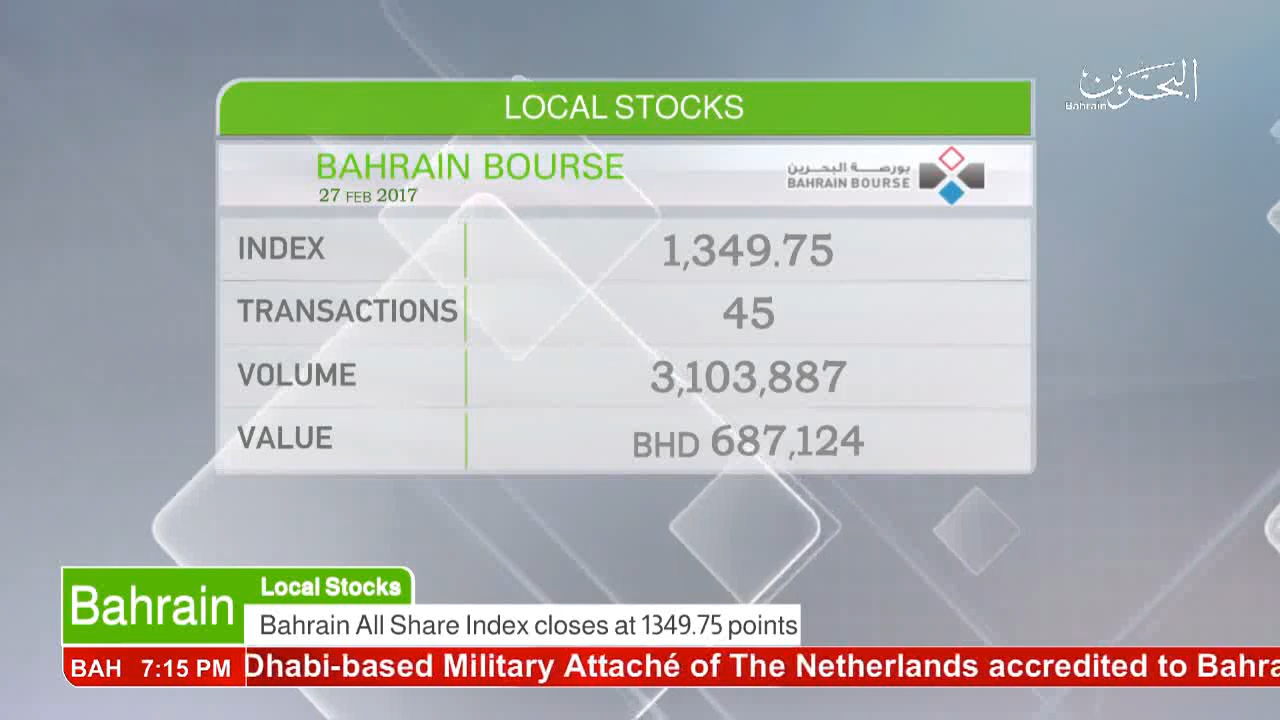 LOCAL STOCKS
البحرين
Bahrain
BAHRAIN BOURSE
27 FEB 2017
بورصة البحرين
BAHRAIN BOURSE
INDEX 1,349.75
TRANSACTIONS 45
VOLUME 3,103,887
VALUE BHD 687,124
Bahrain
Local Stocks
Bahrain All Share Index closes at 1349.75 points
BAH 7:15 PM
Dhabi-based Military Attaché of The Netherlands accredited to Bahra